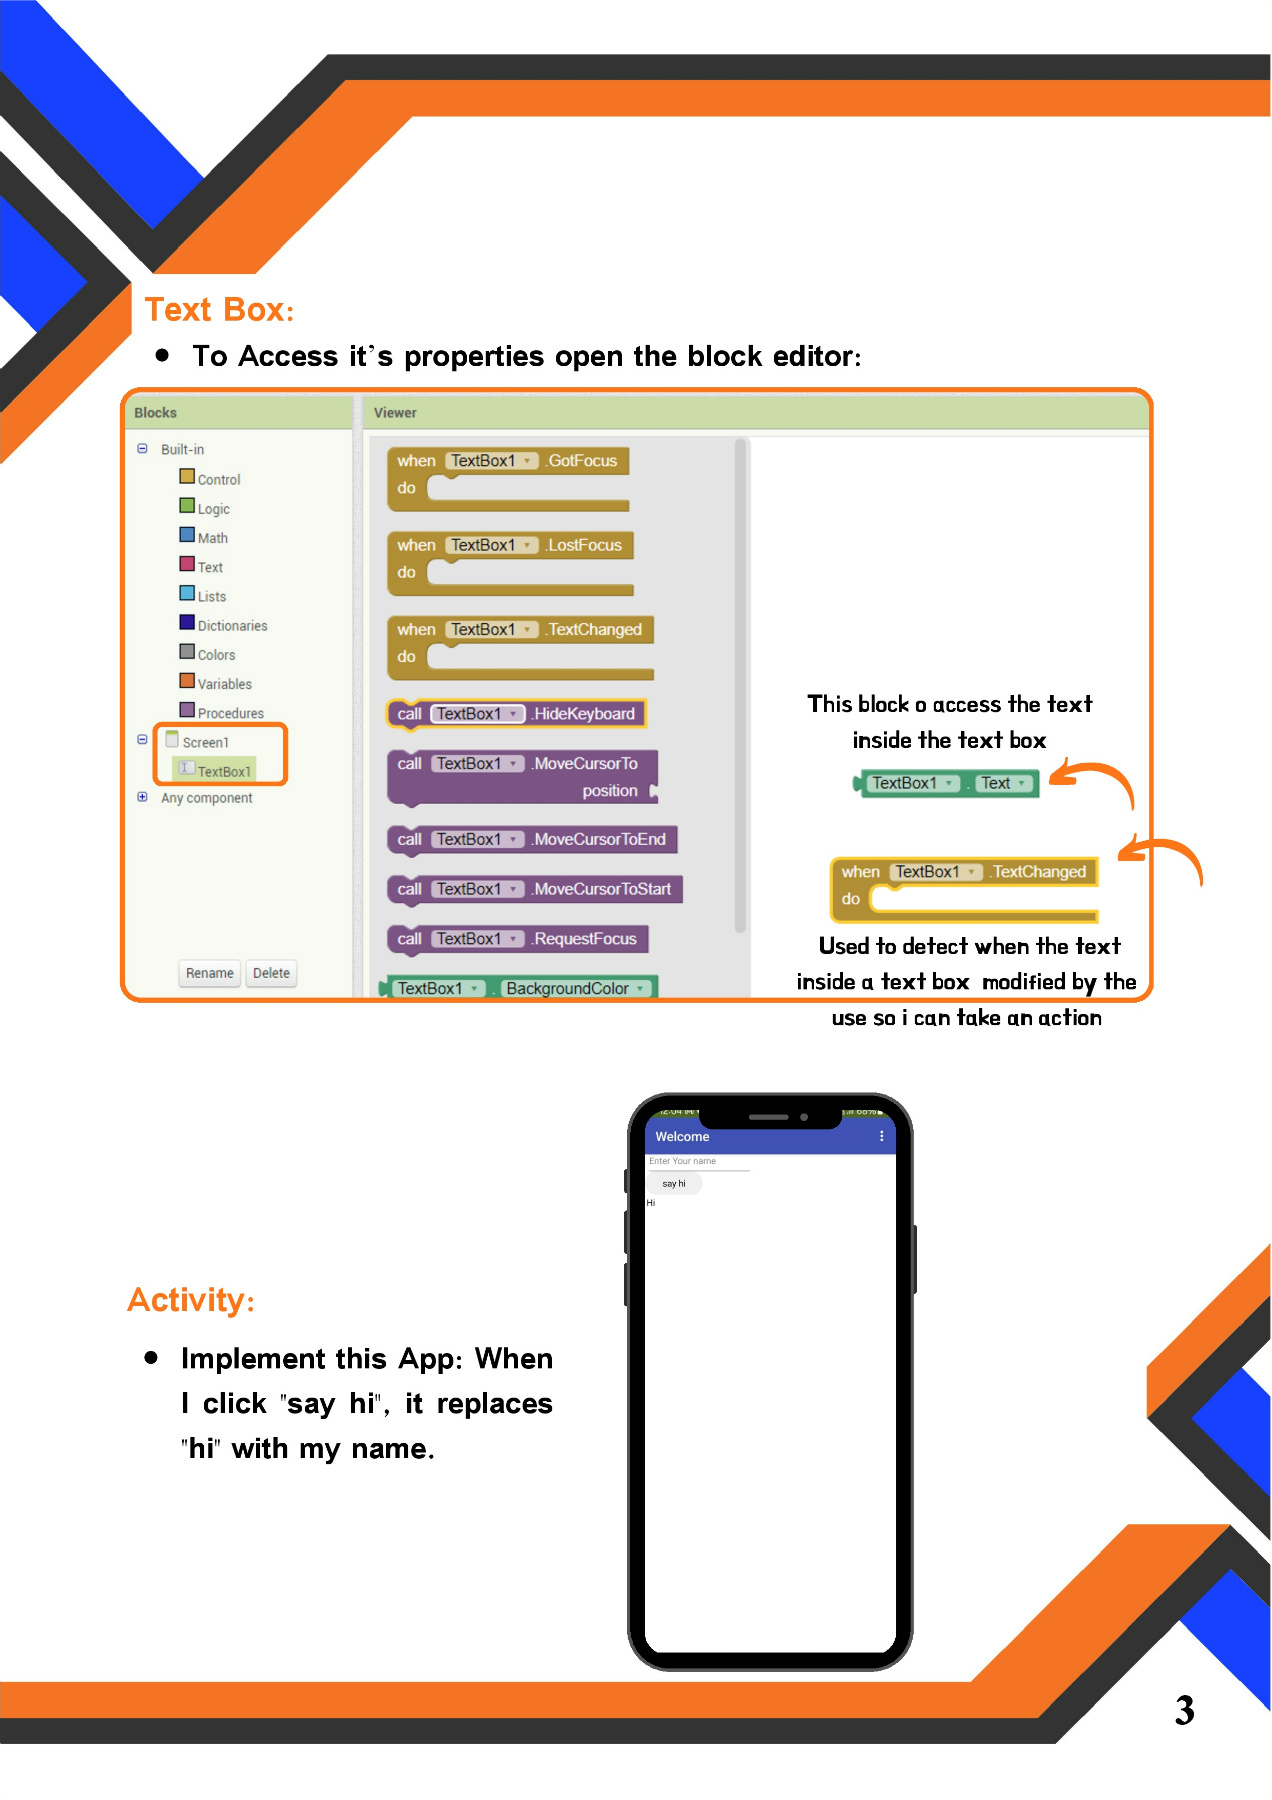 Text Box:
• To Access it's properties open the block editor:
Blocks
Viewer
Built-in
Control
Logic
Math
Text
Lists
Dictionaries
Colors
Variables
Procedures
Screen1
TextBox1
Any component
Rename Delete
when TextBox1 .GotFocus
do
when TextBox1 .LostFocus
do
when TextBox1 .TextChanged
do
call TextBox1 .HideKeyboard
call TextBox1 .MoveCursorTo
position
call TextBox1 .MoveCursorToEnd
call TextBox1 .MoveCursorToStart
call TextBox1 .RequestFocus
TextBox1 . BackgroundColor
This block o access the text
inside the text box
TextBox1 . Text
when TextBox1 .TextChanged
do
Used to detect when the text
inside a text box modified by the
use so i can take an action
12:04 68%
Welcome
Enter Your name
say hi
Hi
Activity:
• Implement this App: When
I click "say hi", it replaces
"hi" with my name.
3